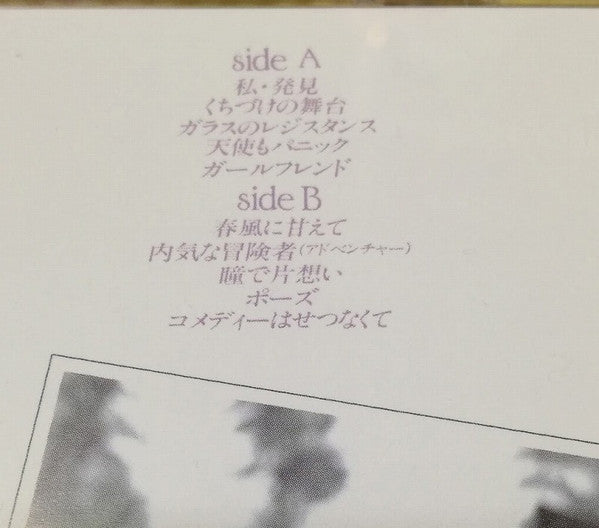 side A
私・発見
くちづけの舞台
ガラスのレジスタンス
天使もパニック
ガールフレンド
side B
春風に甘えて
内気な冒険者(アドベンチャー)
瞳で片想い
ポーズ
コメディーはせつなくて